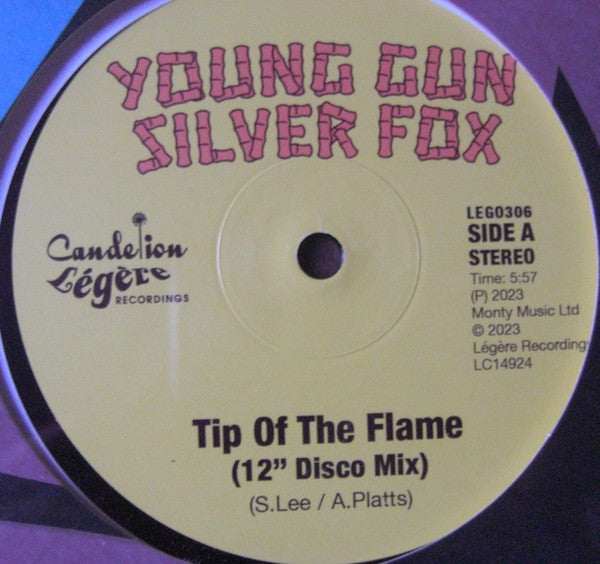 YOUNG GUN
SILVER FOX
LEG0306
SIDE A
STEREO
Time: 5:57
(P) 2023
Monty Music Ltd
© 2023
Légère Recording
LC14924
Candelion
Légère
RECORDINGS
Tip Of The Flame
(12” Disco Mix)
(S.Lee / A.Platts)